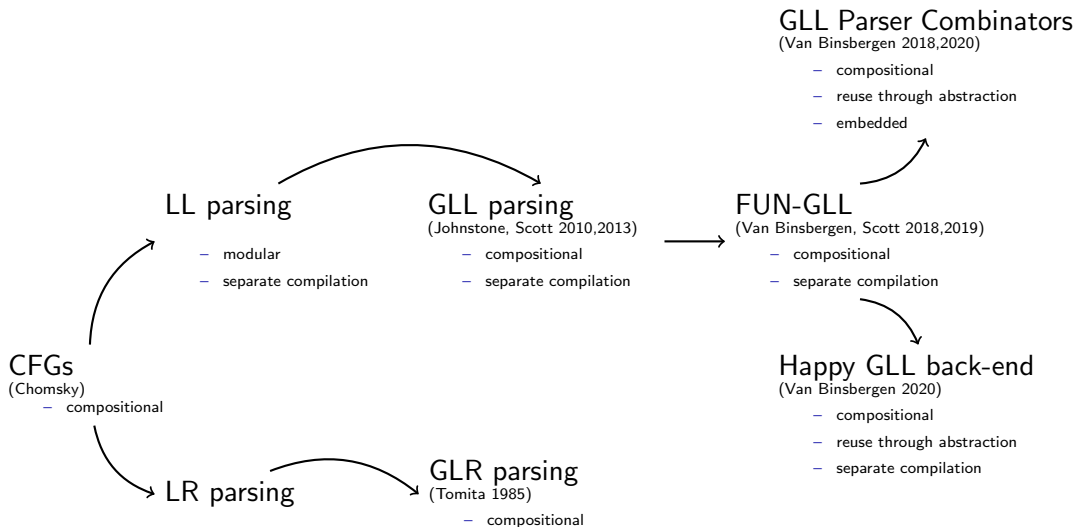 GLL Parser Combinators
(Van Binsbergen 2018,2020)
– compositional
– reuse through abstraction
– embedded
LL parsing
– modular
– separate compilation
GLL parsing
(Johnstone, Scott 2010,2013)
– compositional
– separate compilation
FUN-GLL
(Van Binsbergen, Scott 2018,2019)
– compositional
– separate compilation
CFGs
(Chomsky)
– compositional
Happy GLL back-end
(Van Binsbergen 2020)
– compositional
– reuse through abstraction
– separate compilation
LR parsing
GLR parsing
(Tomita 1985)
– compositional